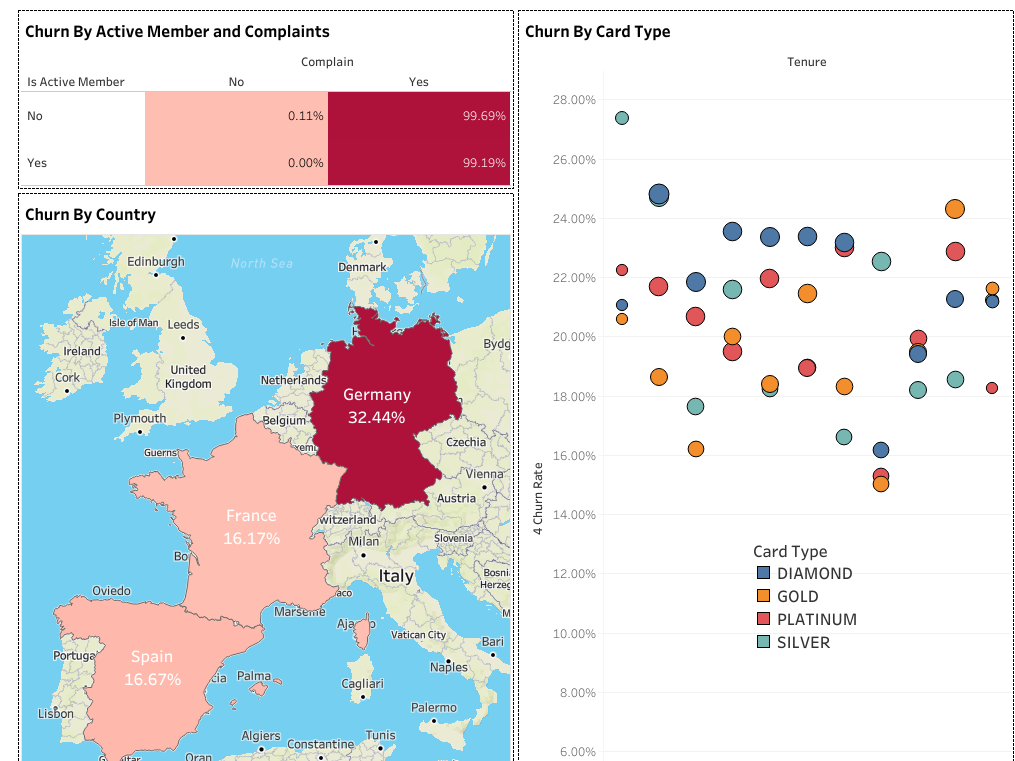 Churn By Active Member and Complaints
Complain
Is Active Member No Yes
No 0.11% 99.69%
Yes 0.00% 99.19%
Churn By Country
North Sea
Edinburgh
Denmark
Isle of Man
Leeds
Ireland
Bydg
United
Kingdom
Cork
Netherlands
Germany
32.44%
Plymouth
Belgium
Czechia
Guerns
xem
Vienna
Austria
France
16.17%
witzerland
Slovenia
Milan
Bo
Italy
Bosni
Herzeg
Oviedo
aco
M
Marseille
Aja o
Vatican City
Bari
Spain
16.67%
Portuga
cia
Palma
Naples
Cagliari
Lisbon
Palermo
Algiers
Constantine
Tunis
Oran
G ltar
Churn By Card Type
Tenure
28.00%
26.00%
24.00%
22.00%
20.00%
18.00%
16.00%
14.00%
12.00%
10.00%
8.00%
6.00%
4 Churn Rate
Card Type
DIAMOND
GOLD
PLATINUM
SILVER